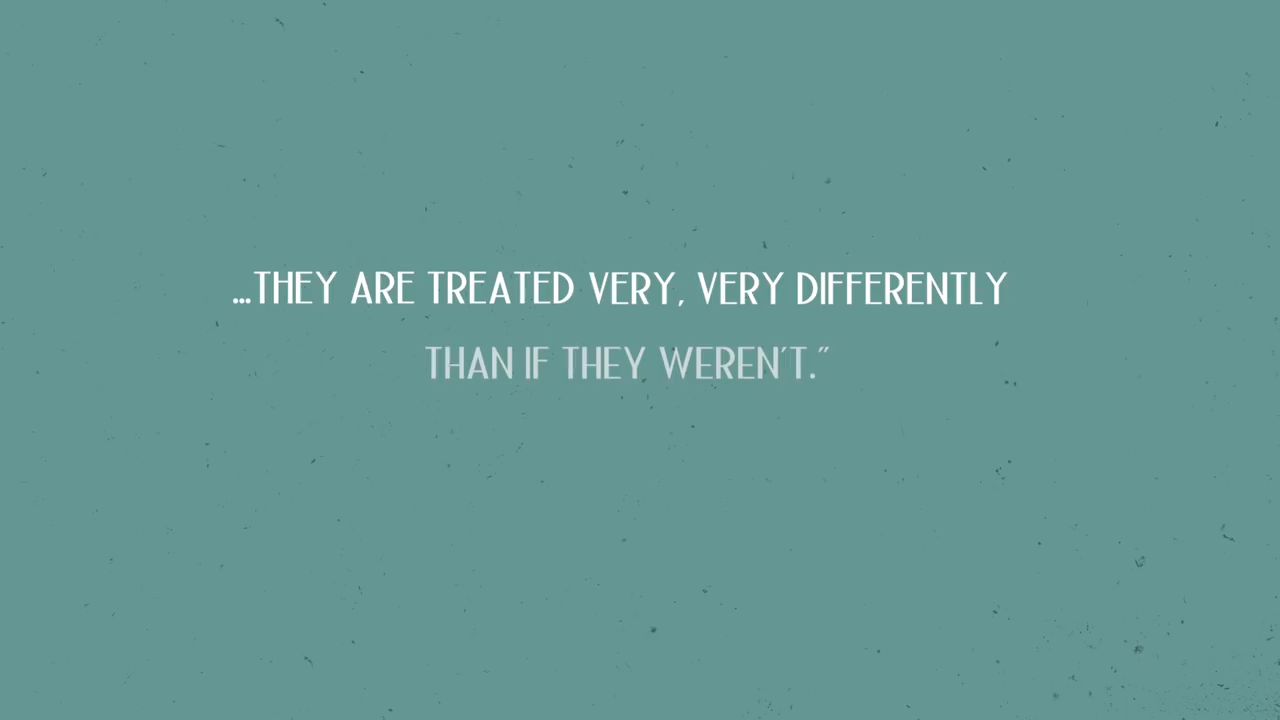 ...THEY ARE TREATED VERY, VERY DIFFERENTLY
THAN IF THEY WEREN'T."